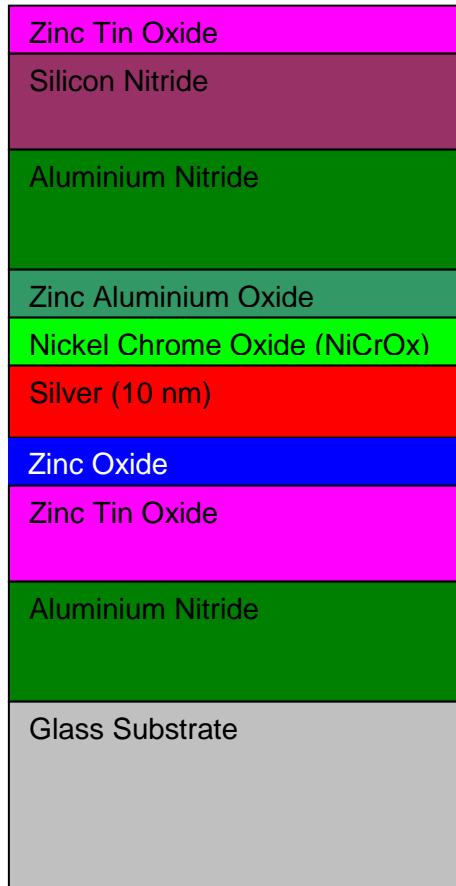 Zinc Tin Oxide
Silicon Nitride
Aluminium Nitride
Zinc Aluminium Oxide
Nickel Chrome Oxide (NiCrOx)
Silver (10 nm)
Zinc Oxide
Zinc Tin Oxide
Aluminium Nitride
Glass Substrate